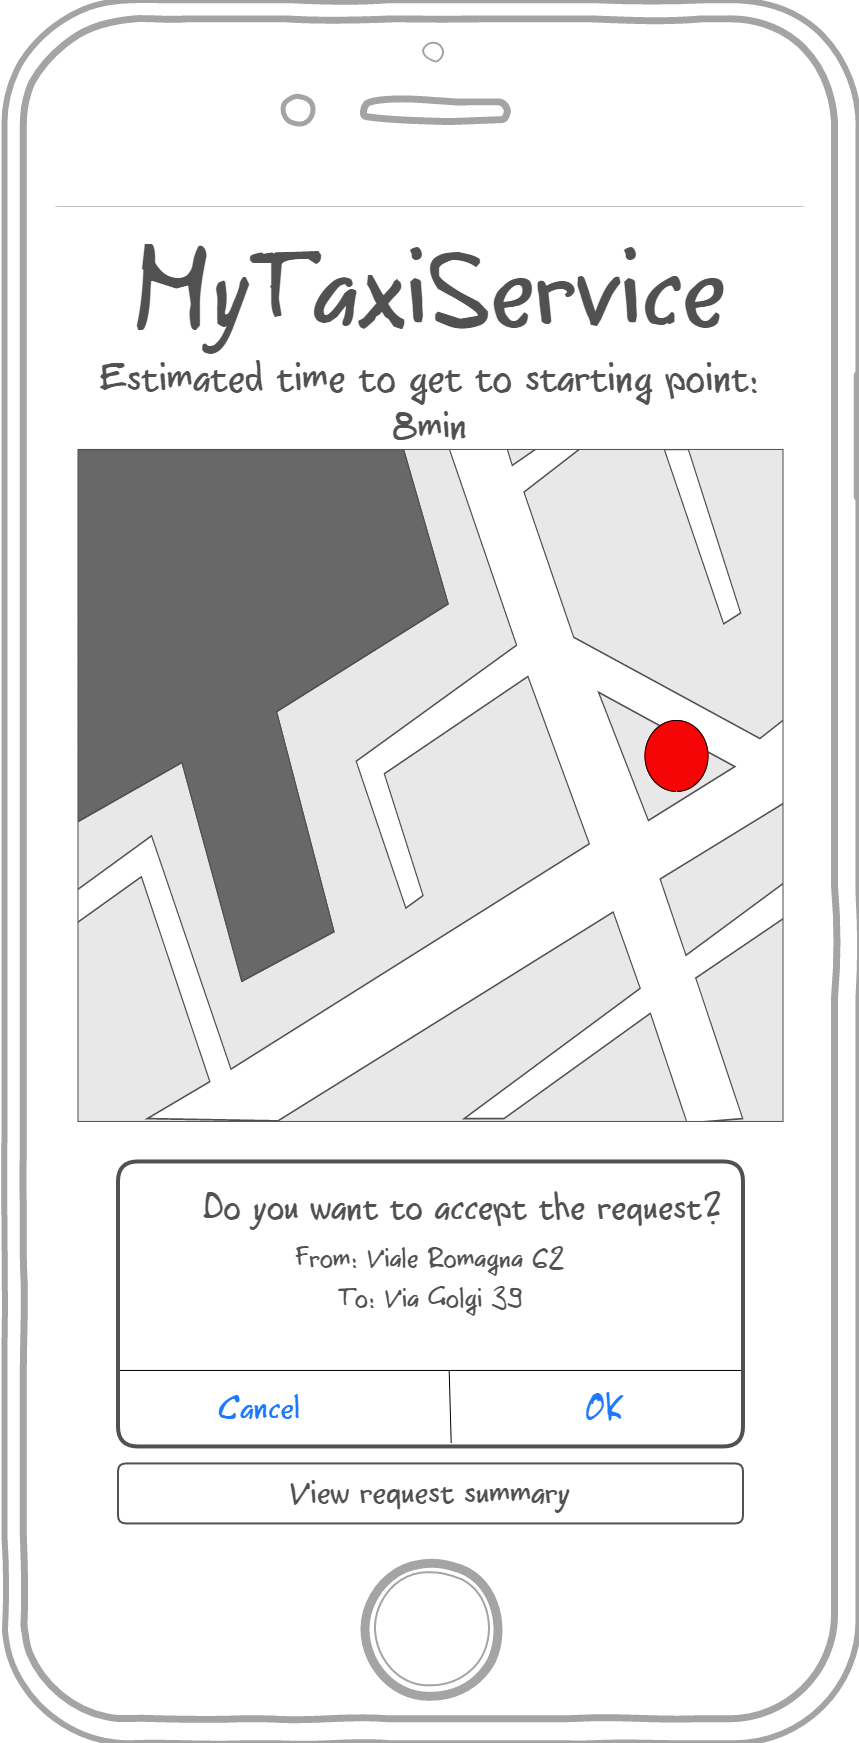 MyTaxiService
Estimated time to get to starting point:
8min
Do you want to accept the request?
From: Viale Romagna 62
To: Via Golgi 39
Cancel
OK
View request summary